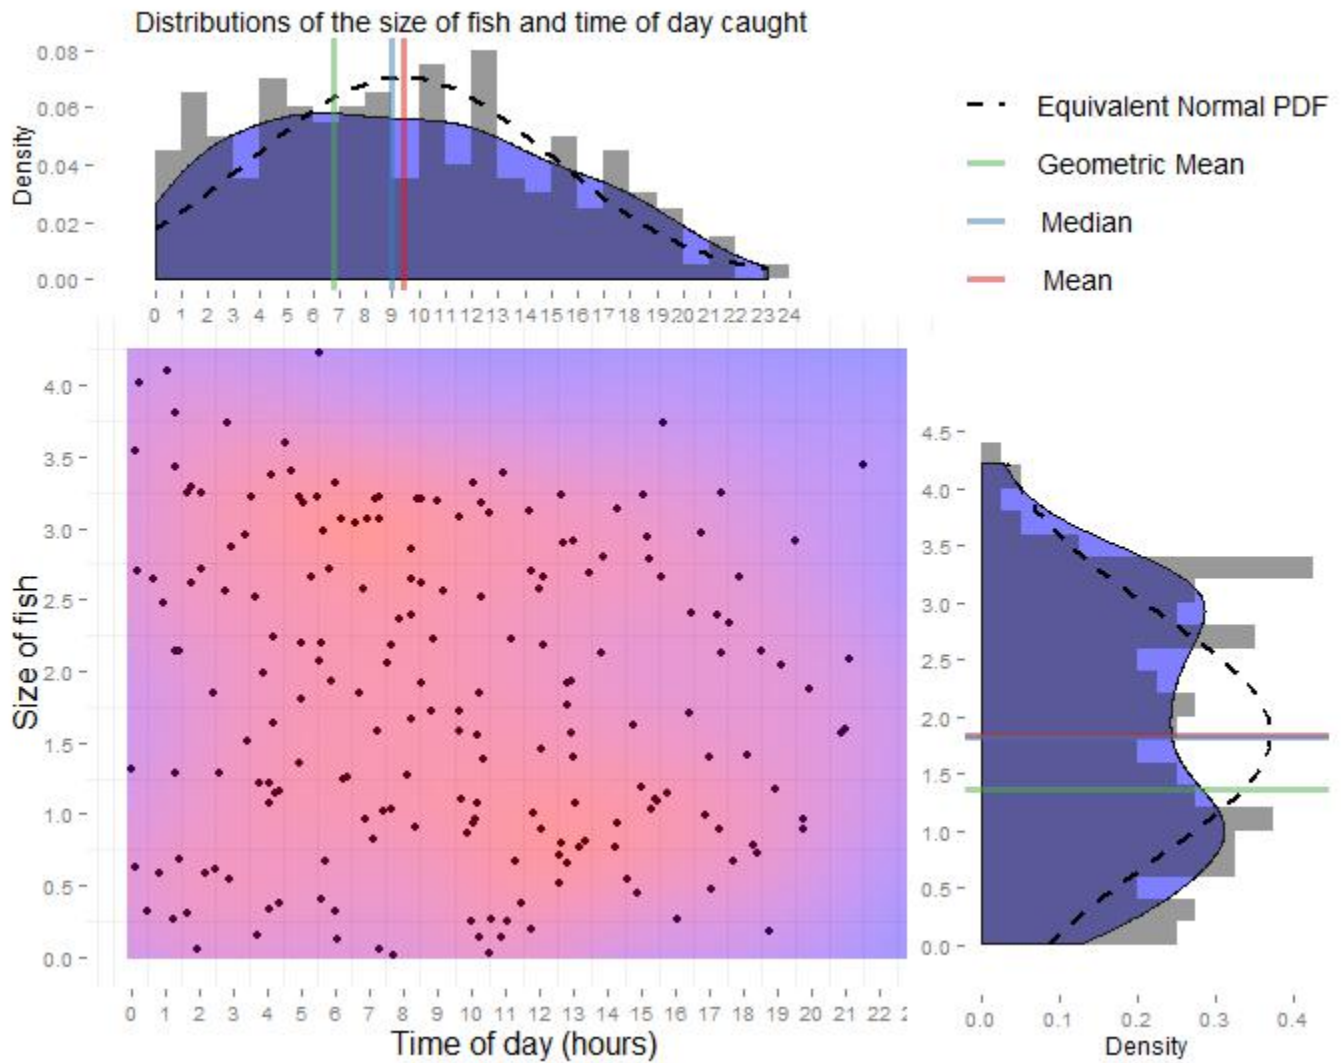 Distributions of the size of fish and time of day caught
0.08
0.06
0.04
0.02
0.00
Density
0 1 2 3 4 5 6 7 8 9 10 11 12 13 14 15 16 17 18 19 20 21 22 23 24
Equivalent Normal PDF
Geometric Mean
Median
Mean
4.0
3.5
3.0
2.5
2.0
1.5
1.0
0.5
0.0
Size of fish
0 1 2 3 4 5 6 7 8 9 10 11 12 13 14 15 16 17 18 19 20 21 22
Time of day (hours)
4.5
4.0
3.5
3.0
2.5
2.0
1.5
1.0
0.5
0.0
0.0 0.1 0.2 0.3 0.4
Density